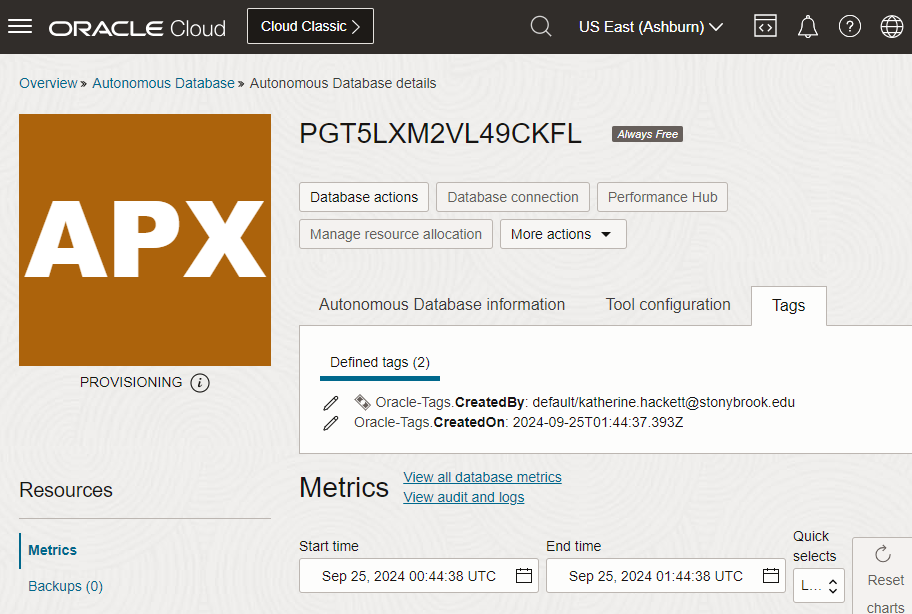 ORACLE Cloud
Cloud Classic
US East (Ashburn)
Overview » Autonomous Database » Autonomous Database details
APX
PROVISIONING
PGT5LXM2VL49CKFL
Always Free
Database actions
Database connection
Performance Hub
Manage resource allocation
More actions
Autonomous Database information
Tool configuration
Tags
Defined tags (2)
Oracle-Tags.CreatedBy: default/katherine.hackett@stonybrook.edu
Oracle-Tags.CreatedOn: 2024-09-25T01:44:37.393Z
Resources
Metrics
Backups (0)
Metrics
View all database metrics
View audit and logs
Start time
Sep 25, 2024 00:44:38 UTC
End time
Sep 25, 2024 01:44:38 UTC
Quick
selects
L...
Reset
charts